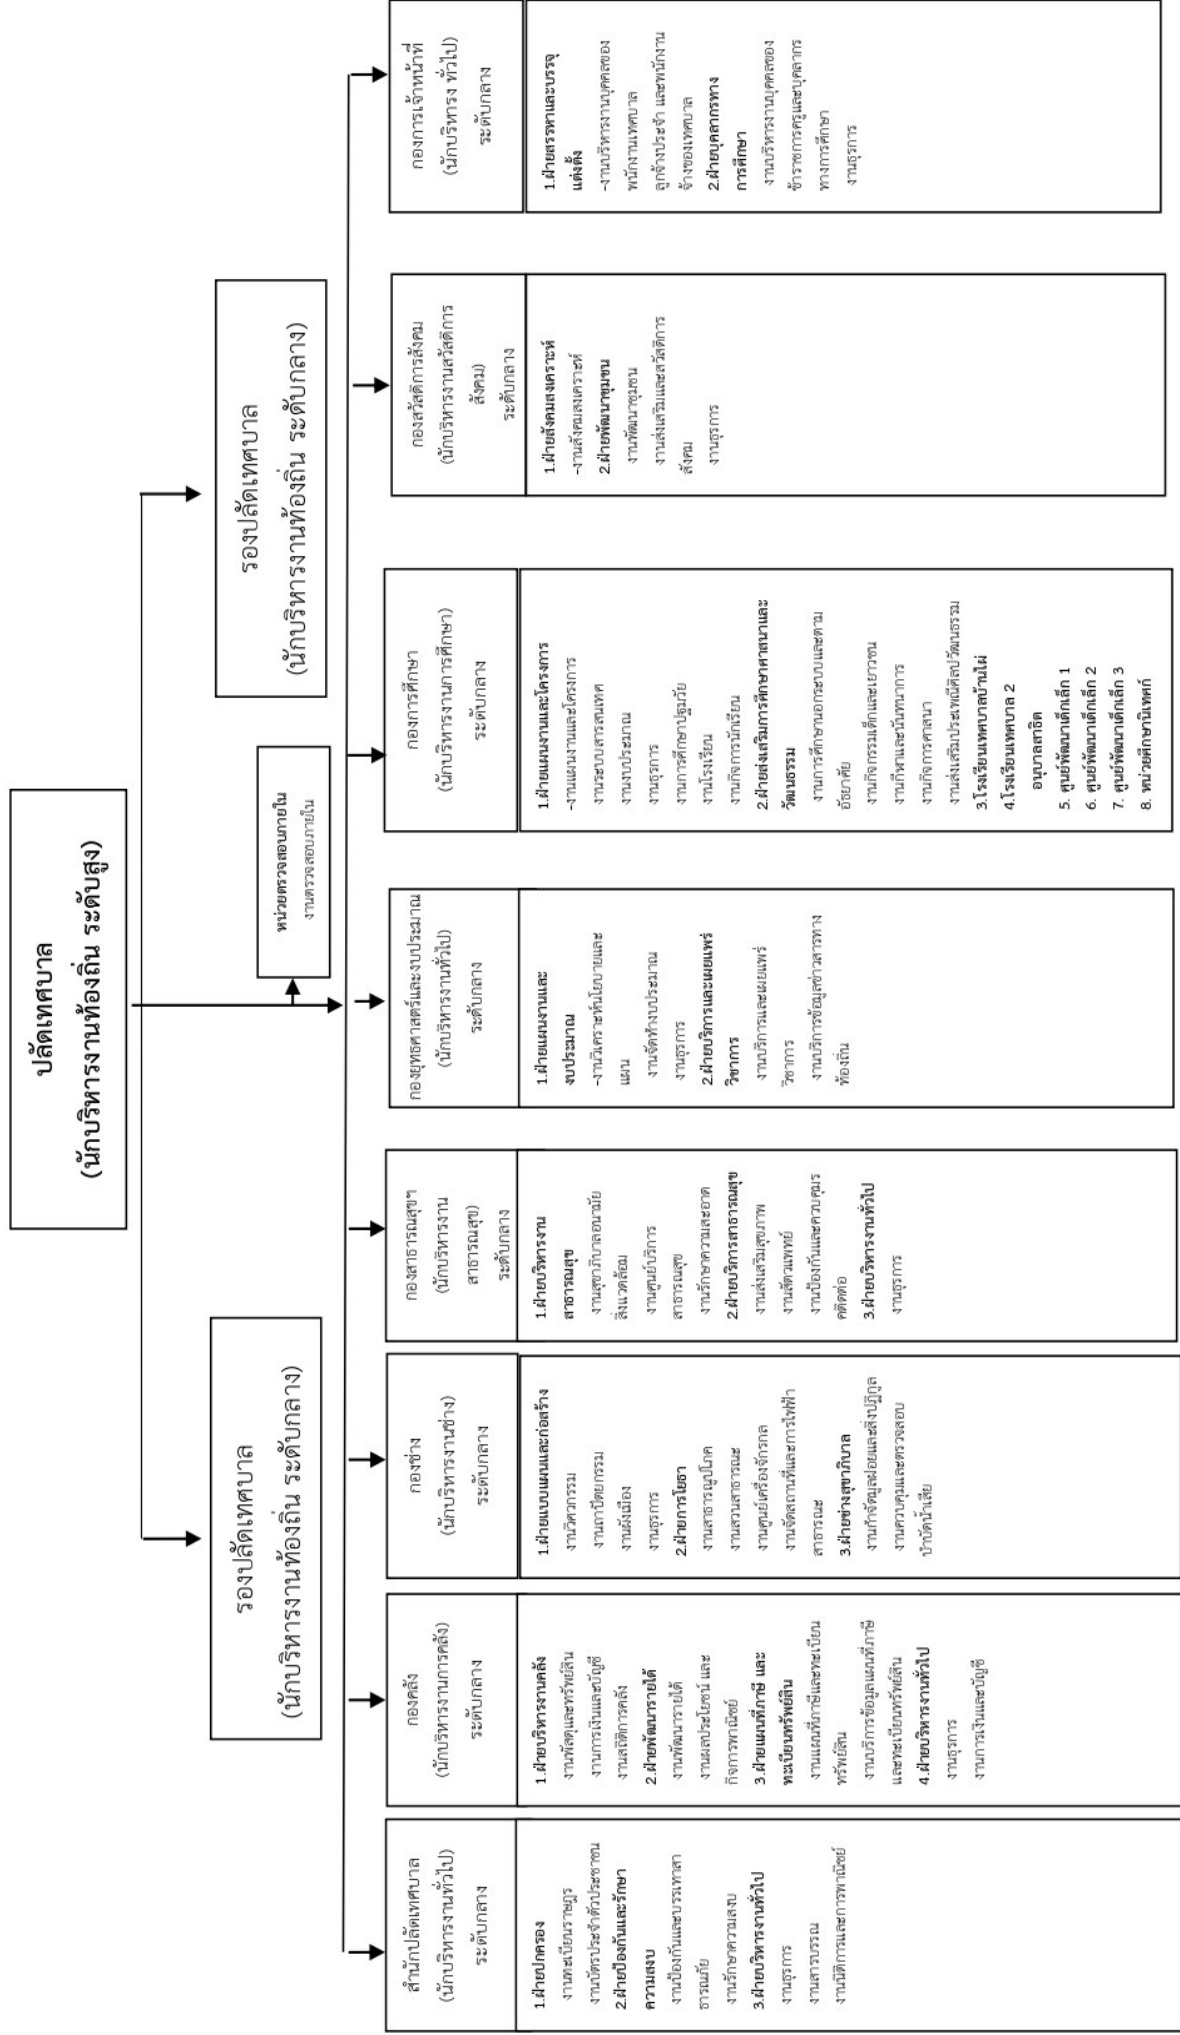 ปลัดเทศบาล
(นักบริหารงานท้องถิ่น ระดับสูง)
หน่วยตรวจสอบภายใน
งานตรวจสอบภายใน
รองปลัดเทศบาล
(นักบริหารงานท้องถิ่น ระดับกลาง)
รองปลัดเทศบาล
(นักบริหารงานท้องถิ่น ระดับกลาง)
สำนักปลัดเทศบาล
(นักบริหารงานทั่วไป)
ระดับกลาง
1.ฝ่ายปกครอง
งานทะเบียนราษฎร
งานบัตรประจำตัวประชาชน
2.ฝ่ายป้องกันและรักษา
ความสงบ
งานป้องกันและบรรเทาสา
ธารณภัย
งานรักษาความสงบ
3.ฝ่ายบริหารงานทั่วไป
งานธุรการ
งานสารบรรณ
งานนิติการและการพาณิชย์
กองคลัง
(นักบริหารงานการคลัง)
ระดับกลาง
1.ฝ่ายบริหารงานคลัง
งานพัสดุและทรัพย์สิน
งานการเงินและบัญชี
งานสถิติการคลัง
2.ฝ่ายพัฒนารายได้
งานพัฒนารายได้
งานผลประโยชน์ และ
กิจการพาณิชย์
3.ฝ่ายแผนที่ภาษี และ
ทะเบียนทรัพย์สิน
งานแผนที่ภาษีและทะเบียน
ทรัพย์สิน
งานบริการข้อมูลแผนที่ภาษี
และทะเบียนทรัพย์สิน
4.ฝ่ายบริหารงานทั่วไป
งานธุรการ
งานการเงินและบัญชี
กองช่าง
(นักบริหารงานช่าง)
ระดับกลาง
1.ฝ่ายแบบแผนและก่อสร้าง
งานวิศวกรรม
งานถาปัตยกรรม
งานผังเมือง
งานธุรการ
2.ฝ่ายการโยธา
งานสาธารณูปโภค
งานสวนสาธารณะ
งานศูนย์เครื่องจักรกล
งานจัดสถานที่และการไฟฟ้า
สาธารณะ
3.ฝ่ายช่างสุขาภิบาล
งานกำจัดมูลฝอยและสิ่งปฏิกูล
งานควบคุมและตรวจสอบ
บำบัดน้ำเสีย
กองสาธารณสุขฯ
(นักบริหารงาน
สาธารณสุข)
ระดับกลาง
1.ฝ่ายบริหารงาน
สาธารณสุข
งานสุขาภิบาลอนามัย
สิ่งแวดล้อม
งานศูนย์บริการ
สาธารณสุข
งานรักษาความสะอาด
2.ฝ่ายบริการสาธารณสุข
งานส่งเสริมสุขภาพ
งานสัตวแพทย์
งานป้องกันและควบคุมร
คติดต่อ
3.ฝ่ายบริหารงานทั่วไป
งานธุรการ
กองยุทธศาสตร์และงบประมาณ
(นักบริหารงานทั่วไป)
ระดับกลาง
1.ฝ่ายแผนงานและ
งบประมาณ
-งานวิเคราะห์นโยบายและ
แผน
งานจัดทำงบประมาณ
งานธุรการ
2.ฝ่ายบริการและเผยแพร่
วิชาการ
งานบริการและเผยแพร่
วิชาการ
งานบริการข้อมูลข่าวสารทาง
ท้องถิ่น
กองการศึกษา
(นักบริหารงานการศึกษา)
ระดับกลาง
1.ฝ่ายแผนงานและโครงการ
-งานแผนงานและโครงการ
งานระบบสารสนเทศ
งานงบประมาณ
งานธุรการ
งานการศึกษาปฐมวัย
งานโรงเรียน
งานกิจการนักเรียน
2.ฝ่ายส่งเสริมการศึกษาศาสนาและ
วัฒนธรรม
งานการศึกษานอกระบบและตาม
อัธยาศัย
งานกิจกรรมเด็กและเยาวชน
งานกีฬาและนันทนาการ
งานกิจการศาสนา
งานส่งเสริมประเพณีศิลปวัฒนธรรม
3.โรงเรียนเทศบาลบ้านไผ่
4.โรงเรียนเทศบาล 2
อนุบาลสาธิต
5. ศูนย์พัฒนาเด็กเล็ก 1
6. ศูนย์พัฒนาเด็กเล็ก 2
7. ศูนย์พัฒนาเด็กเล็ก 3
8. หน่วยศึกษานิเทศก์
กองสวัสดิการสังคม
(นักบริหารงานสวัสดิการ
สังคม)
ระดับกลาง
1.ฝ่ายสังคมสงเคราะห์
-งานสังคมสงเคราะห์
2.ฝ่ายพัฒนาชุมชน
งานพัฒนาชุมชน
งานส่งเสริมและสวัสดิการ
สังคม
งานธุรการ
กองการเจ้าหน้าที่
(นักบริหารง ทั่วไป)
ระดับกลาง
1.ฝ่ายสรรหาและบรรจุ
แต่งตั้ง
-งานบริหารงานบุคคลของ
พนักงานเทศบาล
ลูกจ้างประจำ และพนักงาน
จ้างของเทศบาล
2.ฝ่ายบุคลากรทาง
การศึกษา
งานบริหารงานบุคคลของ
ข้าราชการครูและบุคลากร
ทางการศึกษา
งานธุรการ